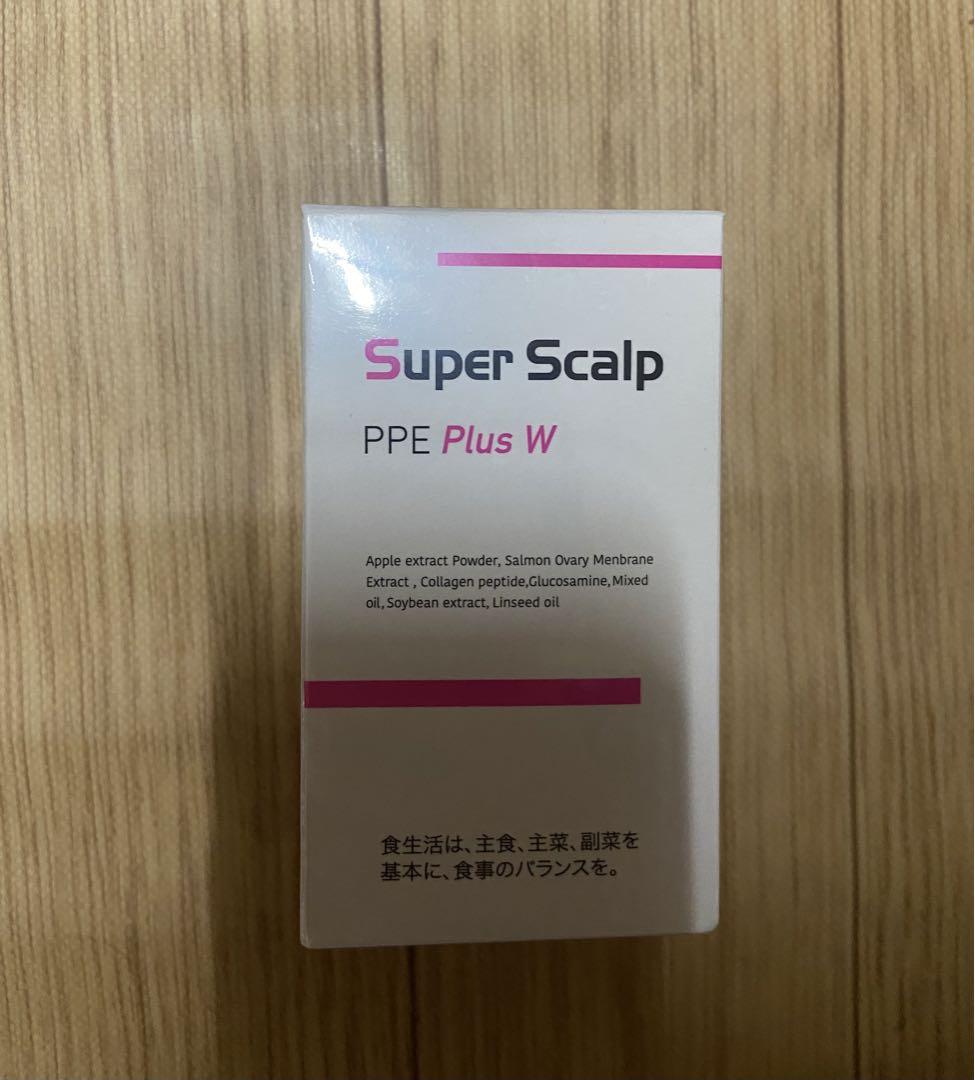 Super Scalp
PPE Plus W
Apple extract Powder, Salmon Ovary Menbrane
Extract , Collagen peptide,Glucosamine,Mixed
oil,Soybean extract, Linseed oil
食生活は、主食、主菜、副菜を
基本に、食事のバランスを。